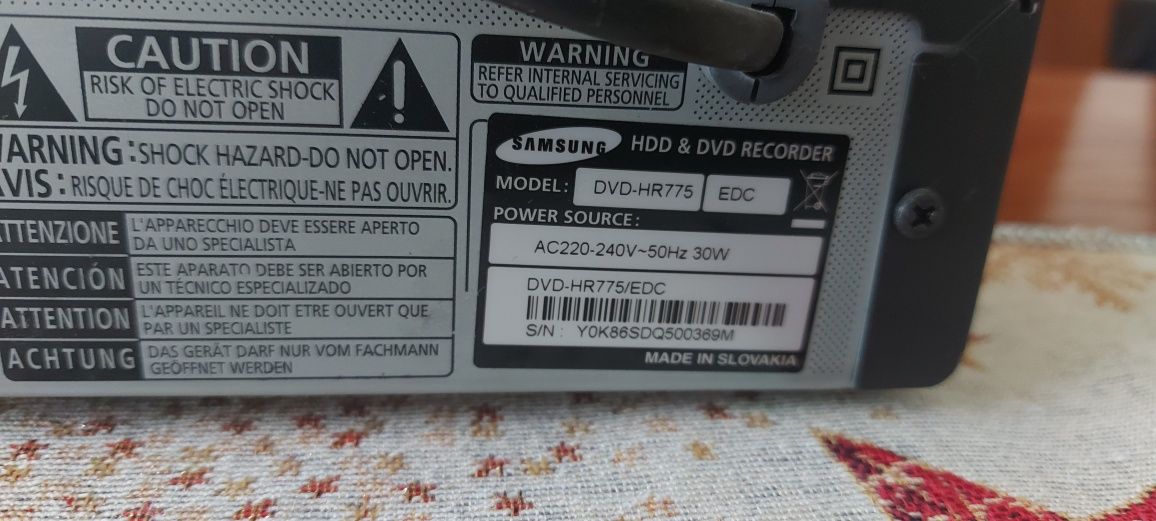 CAUTION
RISK OF ELECTRIC SHOCK
DO NOT OPEN
WARNING
REFER INTERNAL SERVICING
TO QUALIFIED PERSONNEL
ARNING : SHOCK HAZARD-DO NOT OPEN.
VIS : RISQUE DE CHOC ÉLECTRIQUE-NE PAS OUVRIR.
TTENZIONE
L'APPARECCHIO DEVE ESSERE APERTO
DA UNO SPECIALISTA
ATENCIÓN
ESTE APARATO DEBE SER ABIERTO POR
UN TÉCNICO ESPECIALIZADO
ATTENTION
L'APPAREIL NE DOIT ETRE OUVERT QUE
PAR UN SPECIALISTE
ACHTUNG
DAS GERÄT DARF NUR VOM FACHMANN
GEÖFFNET WERDEN
SAMSUNG HDD & DVD RECORDER
MODEL : DVD-HR775 EDC
POWER SOURCE :
AC220-240V~50Hz 30W
DVD-HR775/EDC
S/N : Y0K86SDQ500369M
MADE IN SLOVAKIA